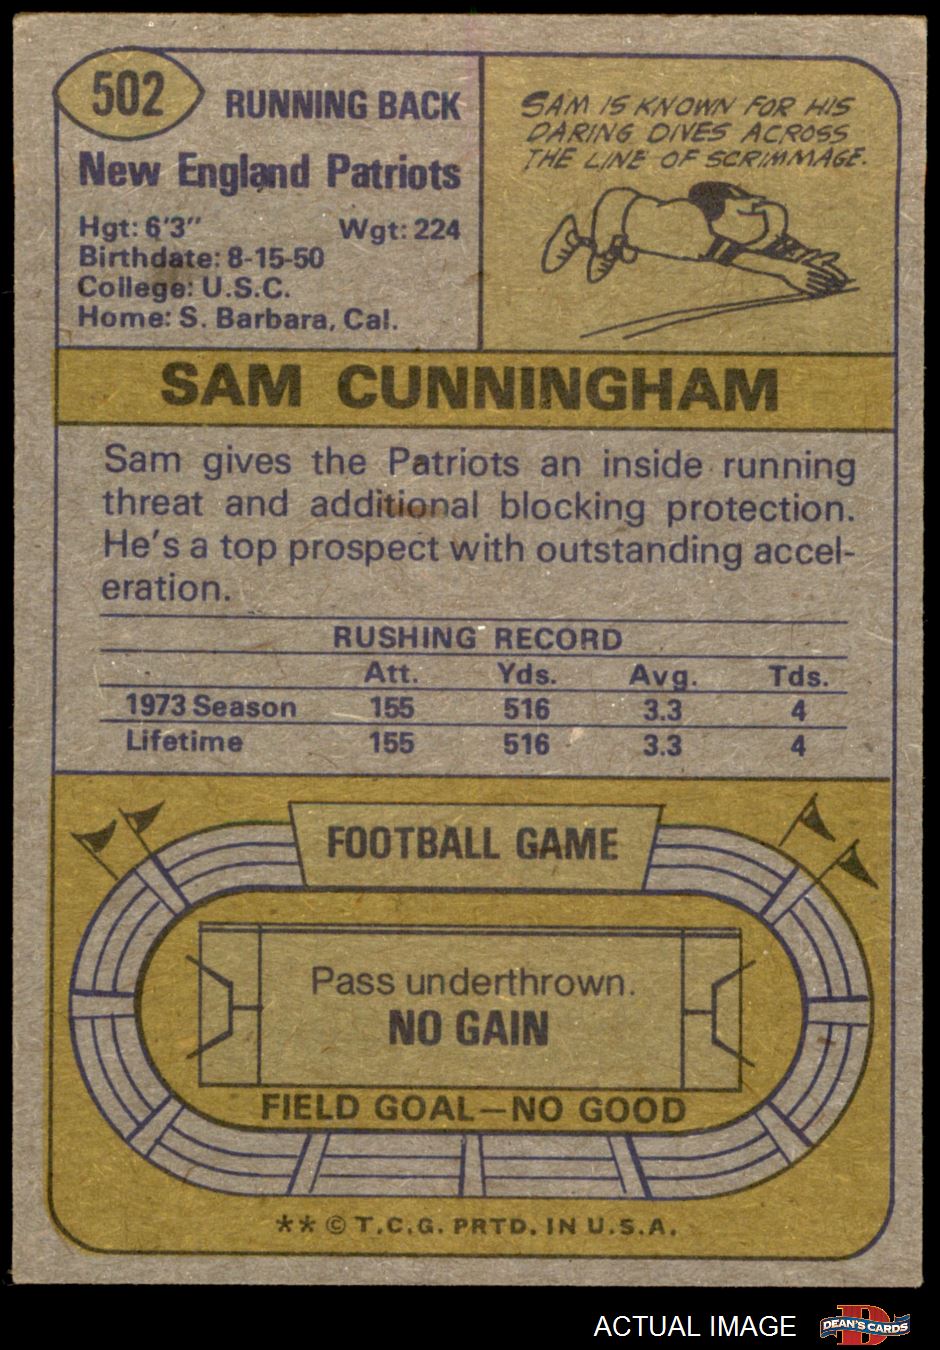 502
RUNNING BACK
New England Patriots
Hgt: 6'3" Wgt: 224
Birthdate: 8-15-50
College: U.S.C.
Home: S. Barbara, Cal.
SAM IS KNOWN FOR HIS
DARING DIVES ACROSS
THE LINE OF SCRIMMAGE.
SAM CUNNINGHAM
Sam gives the Patriots an inside running
threat and additional blocking protection.
He's a top prospect with outstanding accel-
eration.
RUSHING RECORD
Att. Yds. Avg. Tds.
1973 Season 155 516 3.3 4
Lifetime 155 516 3.3 4
FOOTBALL GAME
Pass underthrown.
NO GAIN
FIELD GOAL—NO GOOD
** © T.C.G. PRTD. IN U.S.A.
ACTUAL IMAGE
D
DEAN'S CARDS